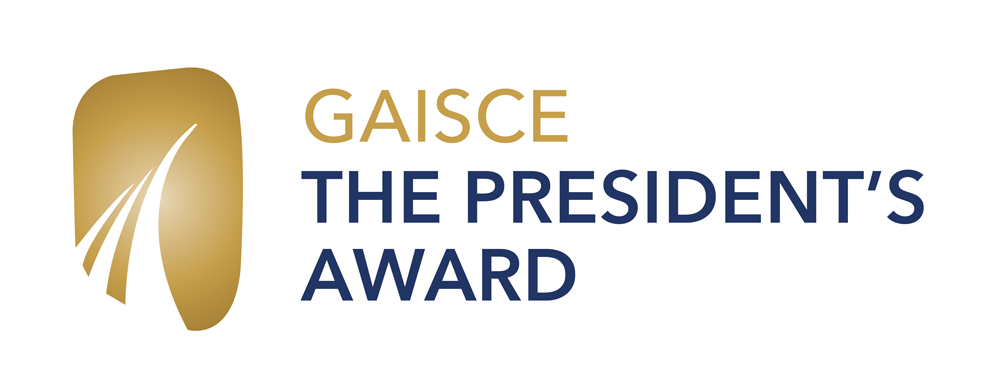 GAISCE
THE PRESIDENT’S
AWARD